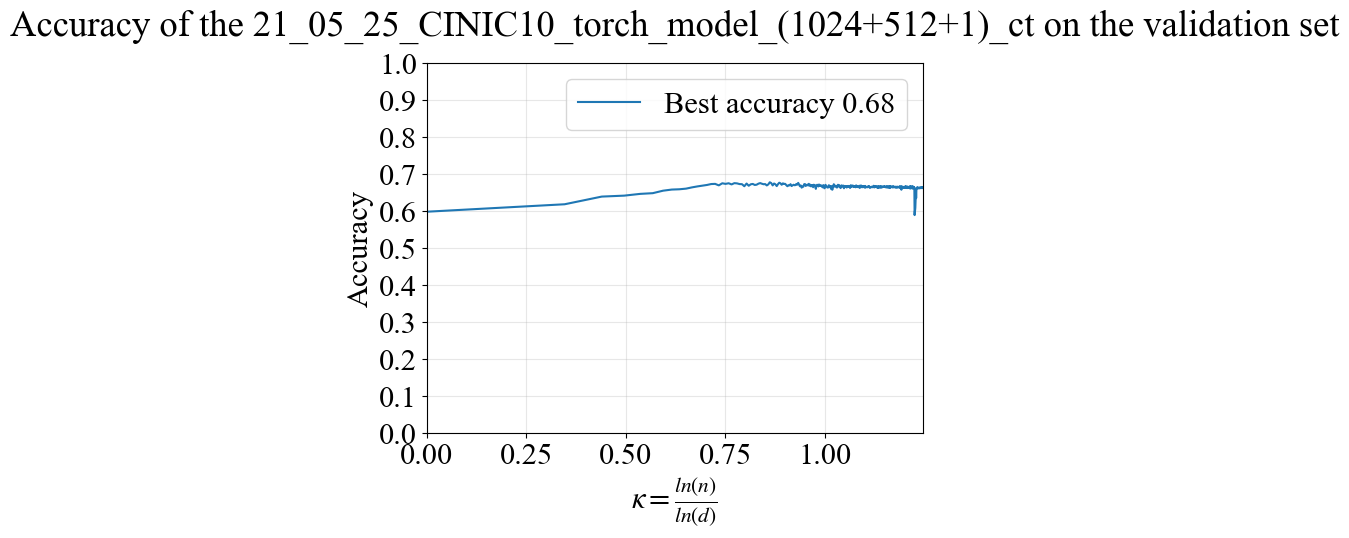 Accuracy of the 21_05_25_CINIC10_torch_model_(1024+512+1)_ct on the validation set
Best accuracy 0.68
Accuracy
1.0
0.9
0.8
0.7
0.6
0.5
0.4
0.3
0.2
0.1
0.0
0.00 0.25 0.50 0.75 1.00
κ = ln(n) / ln(d)